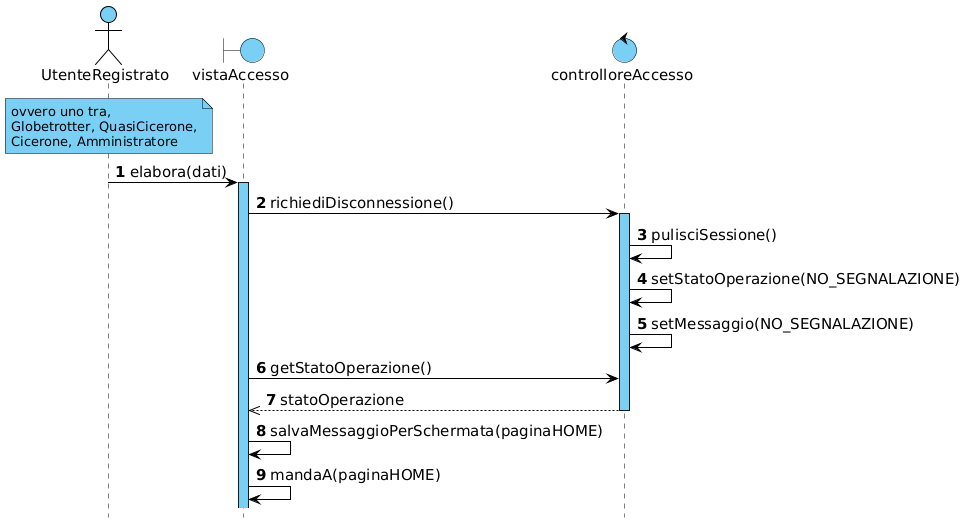 UtenteRegistrato
vistaAccesso
controlloreAccesso
ovvero uno tra,
Globetrotter, QuasiCicerone,
Cicerone, Amministratore
1 elabora(dati)
2 richiediDisconnessione()
3 pulisciSessione()
4 setStatoOperazione(NO_SEGNALAZIONE)
5 setMessaggio(NO_SEGNALAZIONE)
6 getStatoOperazione()
7 statoOperazione
8 salvaMessaggioPerSchermata(paginaHOME)
9 mandaA(paginaHOME)